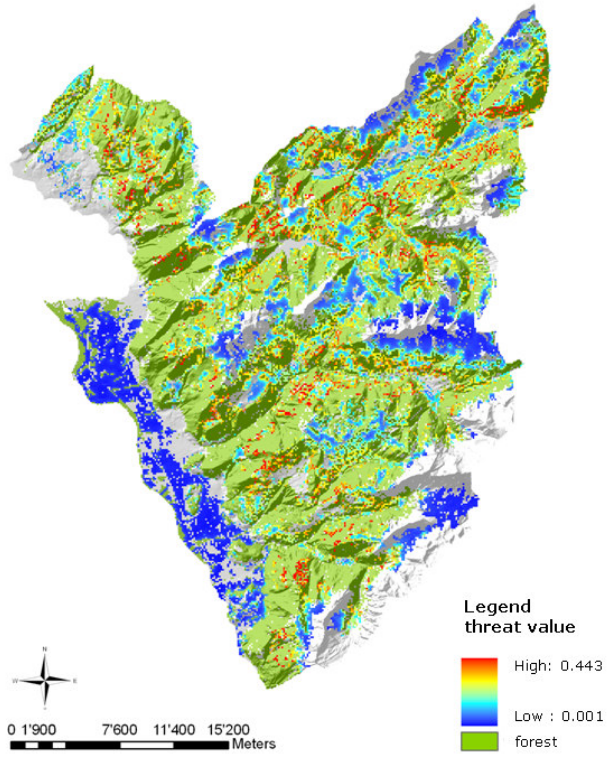 Legend
threat value
High: 0.443
Low : 0.001
forest
N
W E
0 1'900 7'600 11'400 15'200
Meters